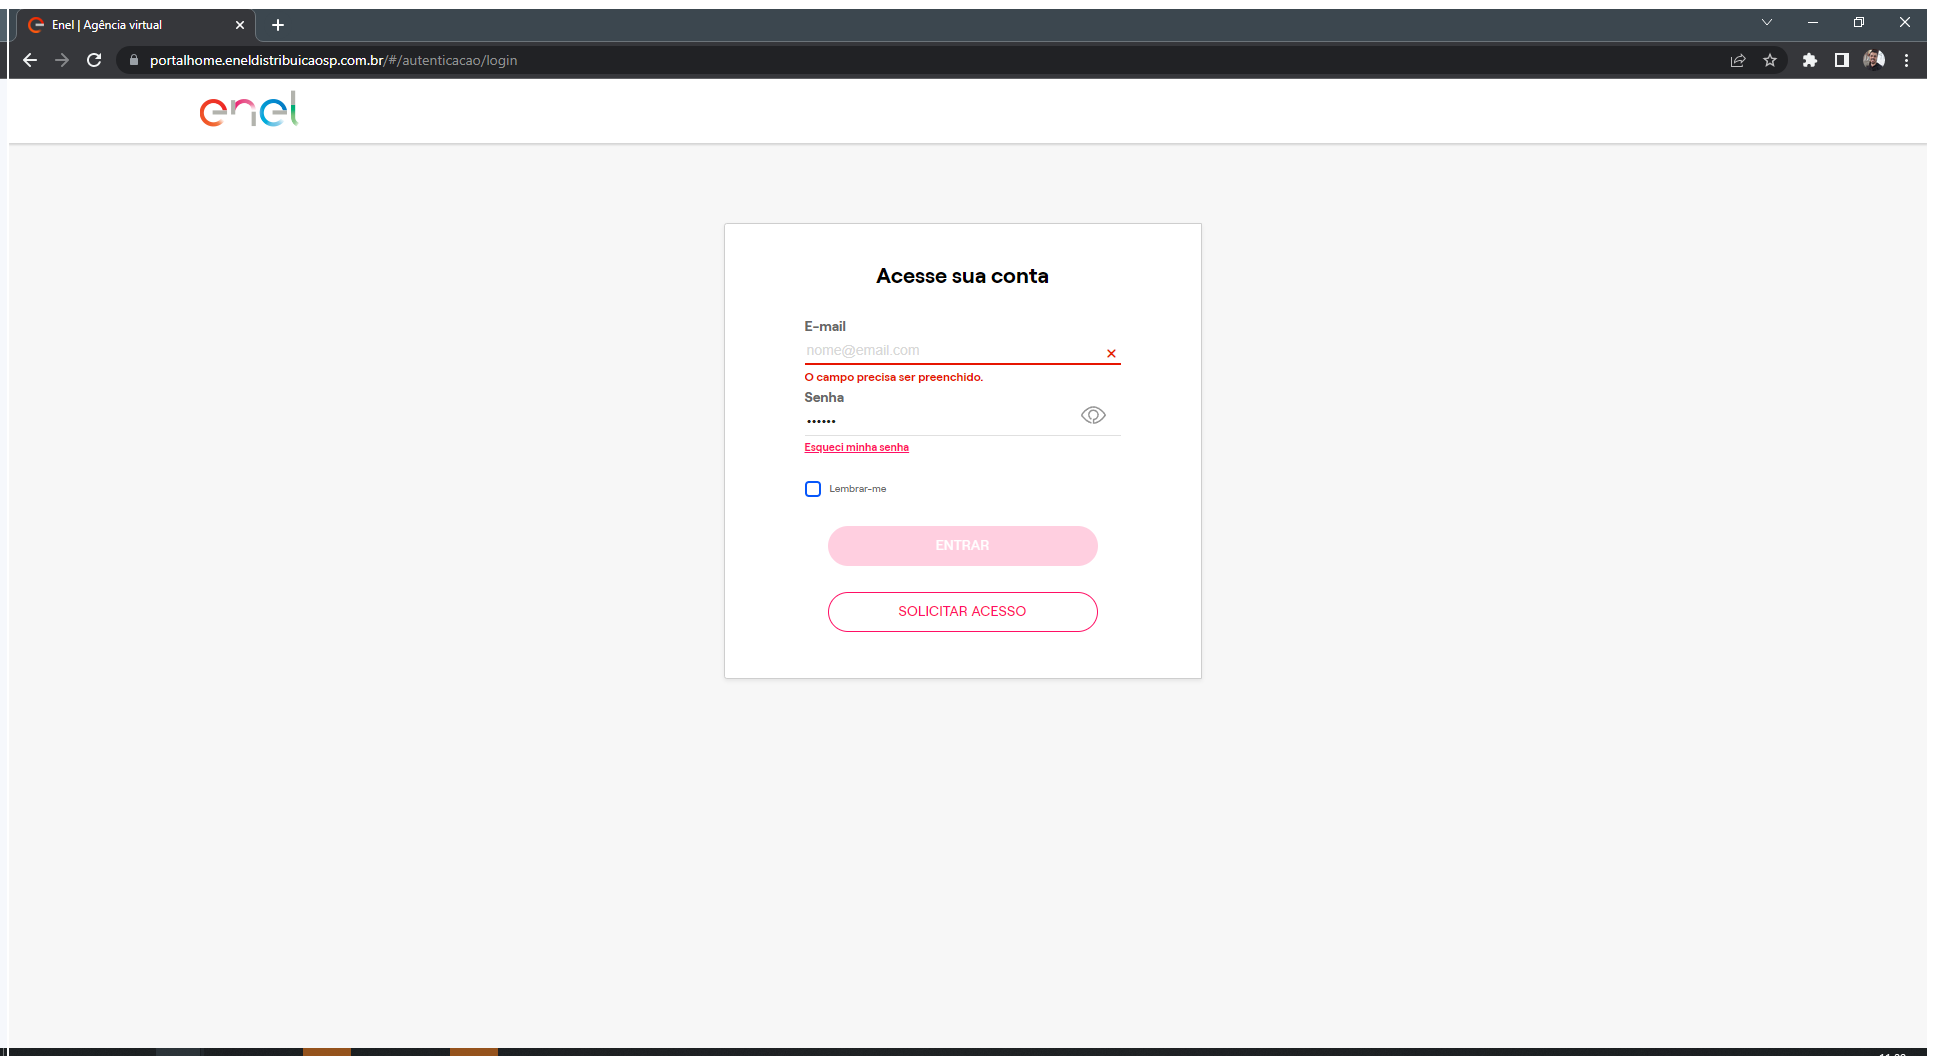 Enel | Agência virtual
portalhome.eneldistribuicaosp.com.br/#/autenticacao/login
enel
Acesse sua conta
E-mail
nome@email.com
O campo precisa ser preenchido.
Senha
••••••
Esqueci minha senha
Lembrar-me
ENTRAR
SOLICITAR ACESSO